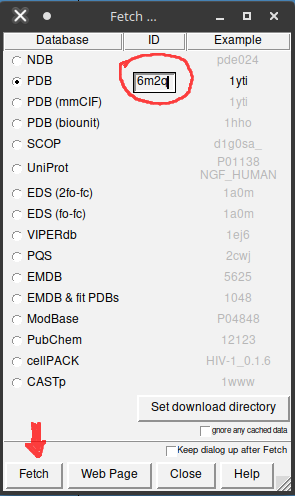 Fetch ...
Database ID Example
NDB pde024
PDB 6m2q 1yti
PDB (mmCIF) 1yti
PDB (biounit) 1hho
SCOP d1g0sa_
UniProt P01138
NGF_HUMAN
EDS (2fo-fc) 1a0m
EDS (fo-fc) 1a0m
VIPERdb 1ej6
PQS 2cwj
EMDB 5625
EMDB & fit PDBs 1048
ModBase P04848
PubChem 12123
cellPACK HIV-1_0.1.6
CASTp 1www
Set download directory
gnore any cached data
Keep dialog up after Fetch
Fetch Web Page Close Help